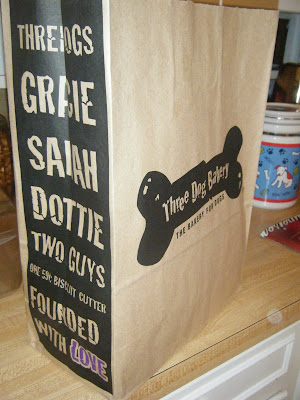 THREE DOGS
GRACIE
SARAH
DOTTIE
TWO GUYS
ONE 59¢ BISCUIT CUTTER
FOUNDED
WITH LOVE
Three Dog Bakery
THE BAKERY FOR DOGS